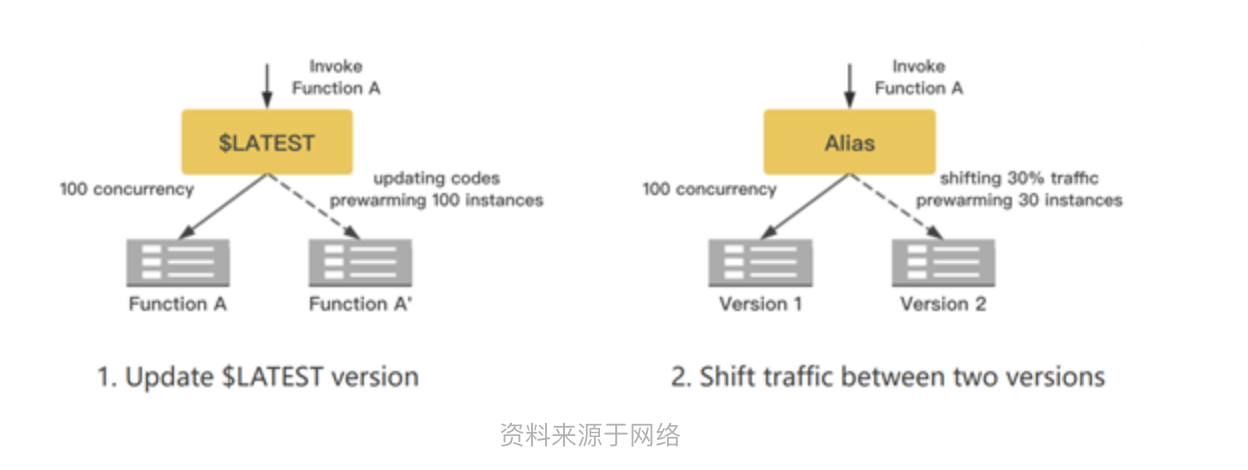 Invoke
Function A
$LATEST
100 concurrency
updating codes
prewarming 100 instances
Function A
Function A'
1. Update $LATEST version
Invoke
Function A
Alias
100 concurrency
shifting 30% traffic
prewarming 30 instances
Version 1
Version 2
2. Shift traffic between two versions
资料来源于网络